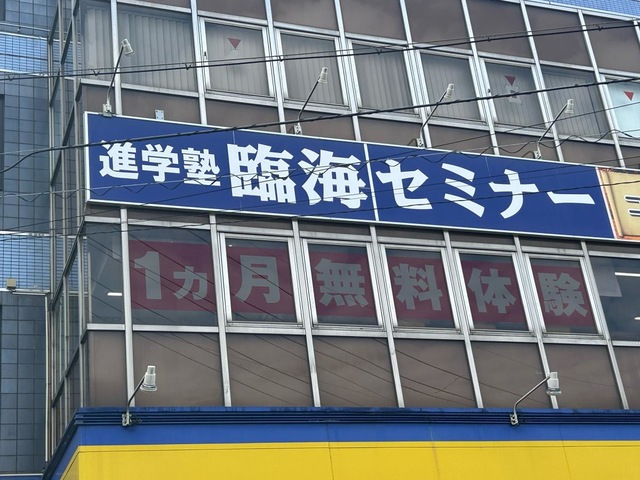 進学塾 臨海セミナー
1カ月無料体験